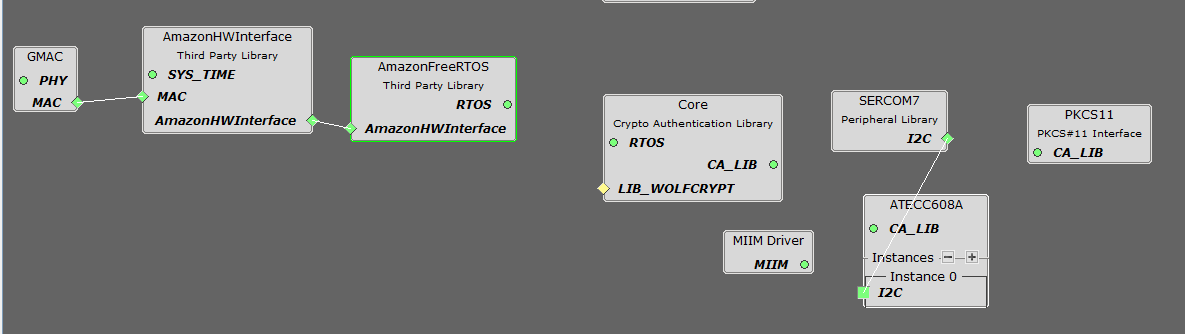 GMAC
PHY
MAC
AmazonHWInterface
Third Party Library
SYS_TIME
MAC
AmazonHWInterface
AmazonFreeRTOS
Third Party Library
RTOS
AmazonHWInterface
Core
Crypto Authentication Library
RTOS
CA_LIB
LIB_WOLFCRYPT
MIIM Driver
MIIM
SERCOM7
Peripheral Library
I2C
ATECC608A
CA_LIB
Instances
Instance 0
I2C
PKCS11
PKCS#11 Interface
CA_LIB